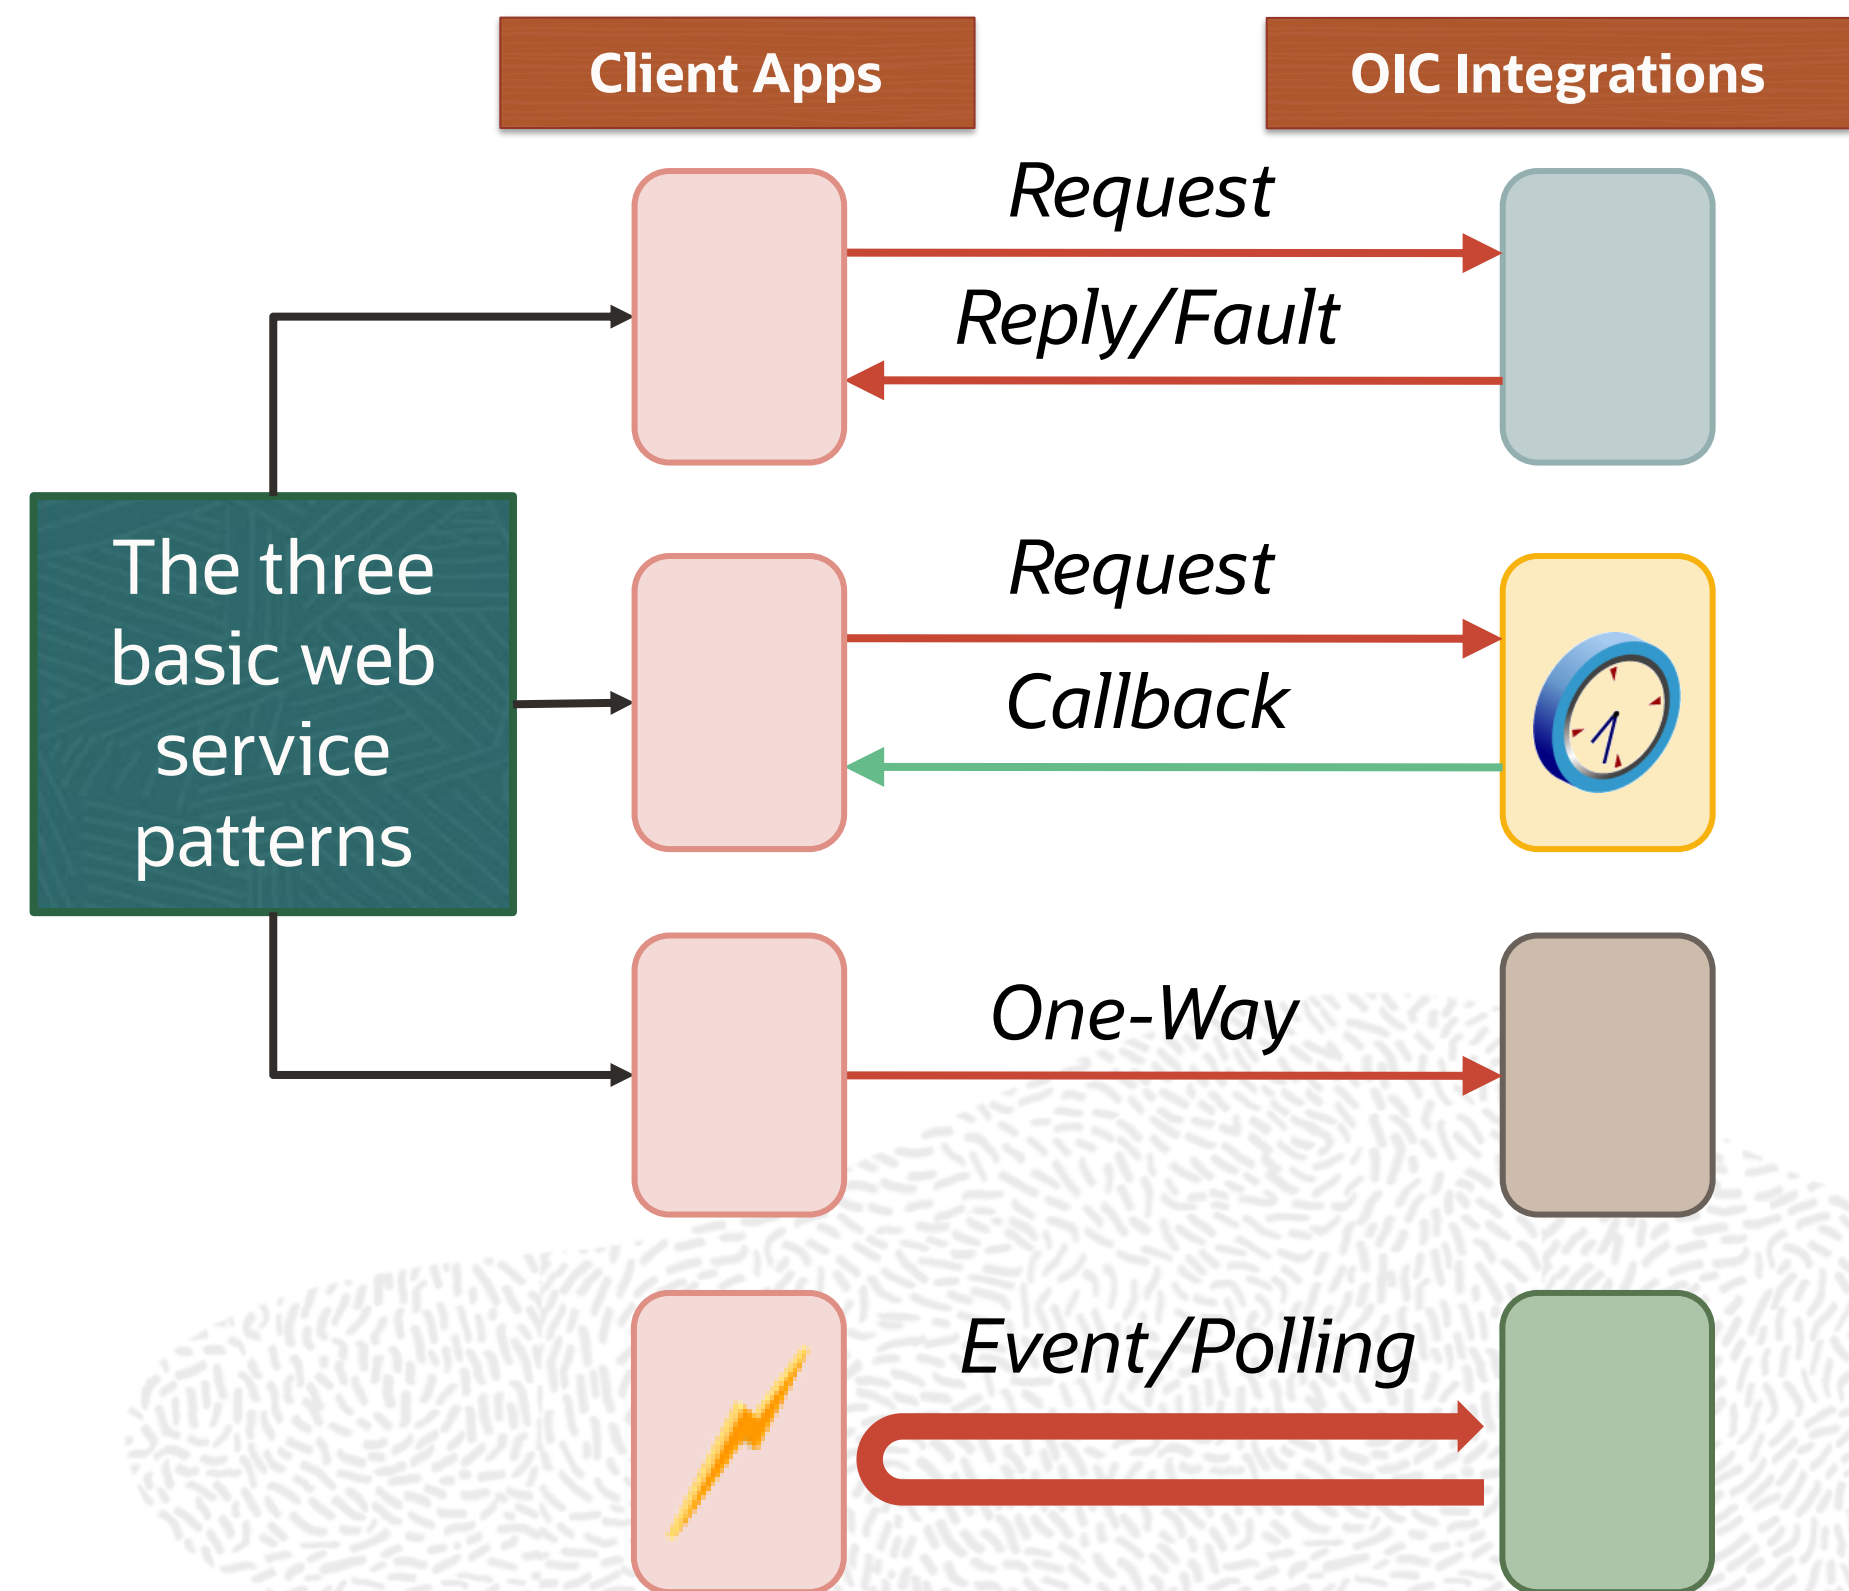 Client Apps
OIC Integrations
Request
Reply/Fault
The three
basic web
service
patterns
Request
Callback
One-Way
Event/Polling